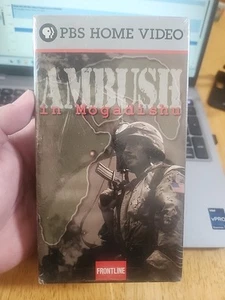 PBS HOME VIDEO
AMBUSH
in Mogadishu
FRONTLINE